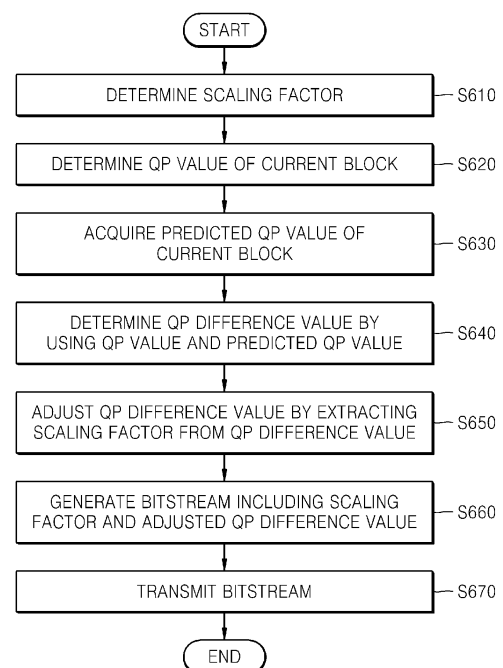 START
DETERMINE SCALING FACTOR
S610
DETERMINE QP VALUE OF CURRENT BLOCK
S620
ACQUIRE PREDICTED QP VALUE OF
CURRENT BLOCK
S630
DETERMINE QP DIFFERENCE VALUE BY
USING QP VALUE AND PREDICTED QP VALUE
S640
ADJUST QP DIFFERENCE VALUE BY EXTRACTING
SCALING FACTOR FROM QP DIFFERENCE VALUE
S650
GENERATE BITSTREAM INCLUDING SCALING
FACTOR AND ADJUSTED QP DIFFERENCE VALUE
S660
TRANSMIT BITSTREAM
S670
END